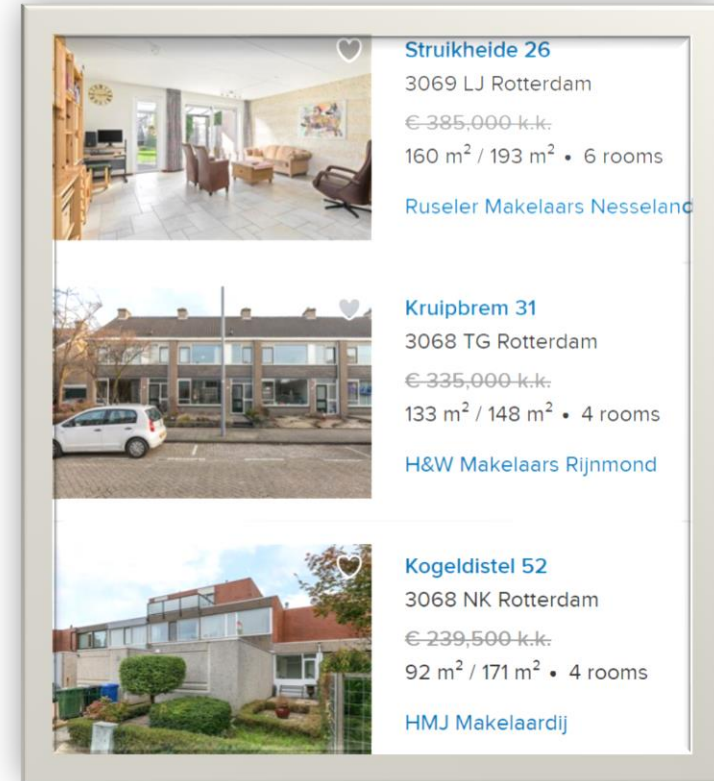 Struikheide 26
3069 LJ Rotterdam
€ 385,000 k.k.
160 m² / 193 m² • 6 rooms
Ruseler Makelaars Nesseland
Kruipbrem 31
3068 TG Rotterdam
€ 335,000 k.k.
133 m² / 148 m² • 4 rooms
H&W Makelaars Rijnmond
Kogeldistel 52
3068 NK Rotterdam
€ 239,500 k.k.
92 m² / 171 m² • 4 rooms
HMJ Makelaardij